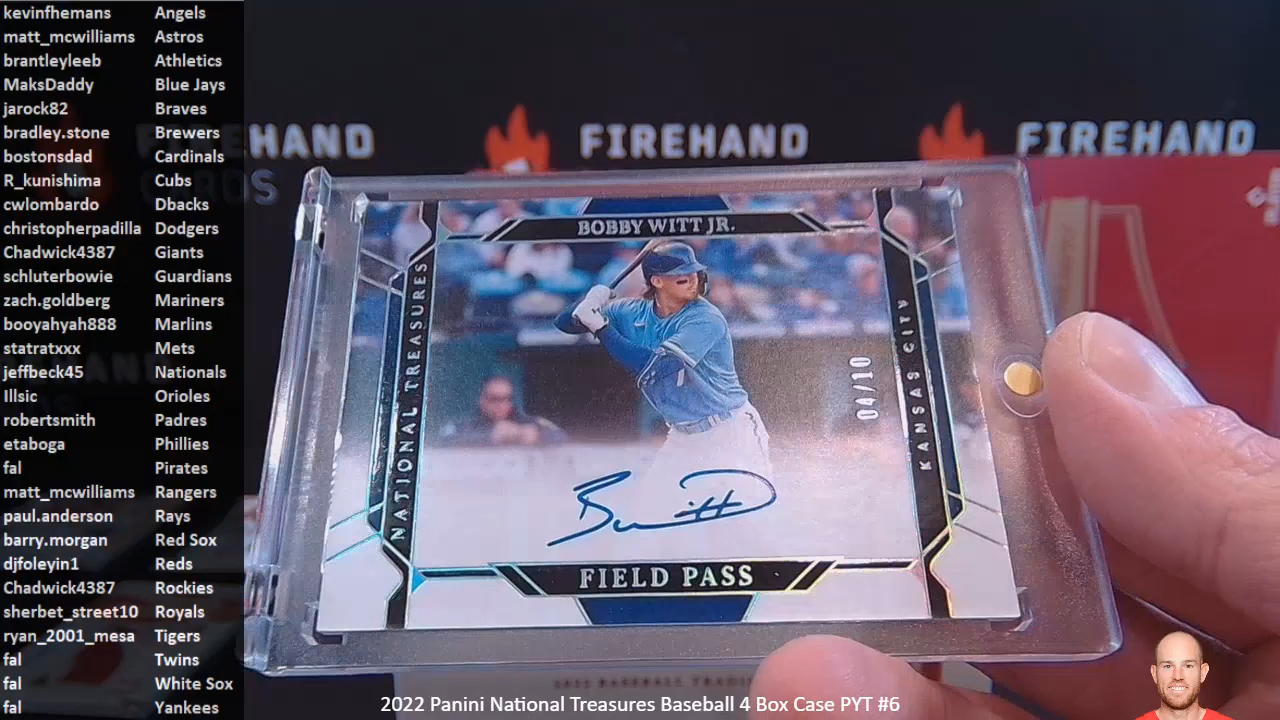 kevinfhemans Angels
matt_mcwilliams Astros
brantleyleeb Athletics
MaksDaddy Blue Jays
jarock82 Braves
bradley.stone Brewers
bostonsdad Cardinals
R_kunishima Cubs
cwlombardo Dbacks
christopherpadilla Dodgers
Chadwick4387 Giants
schluterbowie Guardians
zach.goldberg Mariners
booyahyah888 Marlins
statratxxx Mets
jeffbeck45 Nationals
Illsic Orioles
robertsmith Padres
etaboga Phillies
fal Pirates
matt_mcwilliams Rangers
paul.anderson Rays
barry.morgan Red Sox
djfoleyin1 Reds
Chadwick4387 Rockies
sherbet_street10 Royals
ryan_2001_mesa Tigers
fal Twins
fal White Sox
fal Yankees
FIREHAND
CARDS
FIREHAND
FIREHAND
BOBBY WITT JR.
NATIONAL TREASURES
04/10
KANSAS CITY
FIELD PASS
2022 Panini National Treasures Baseball 4 Box Case PYT #6